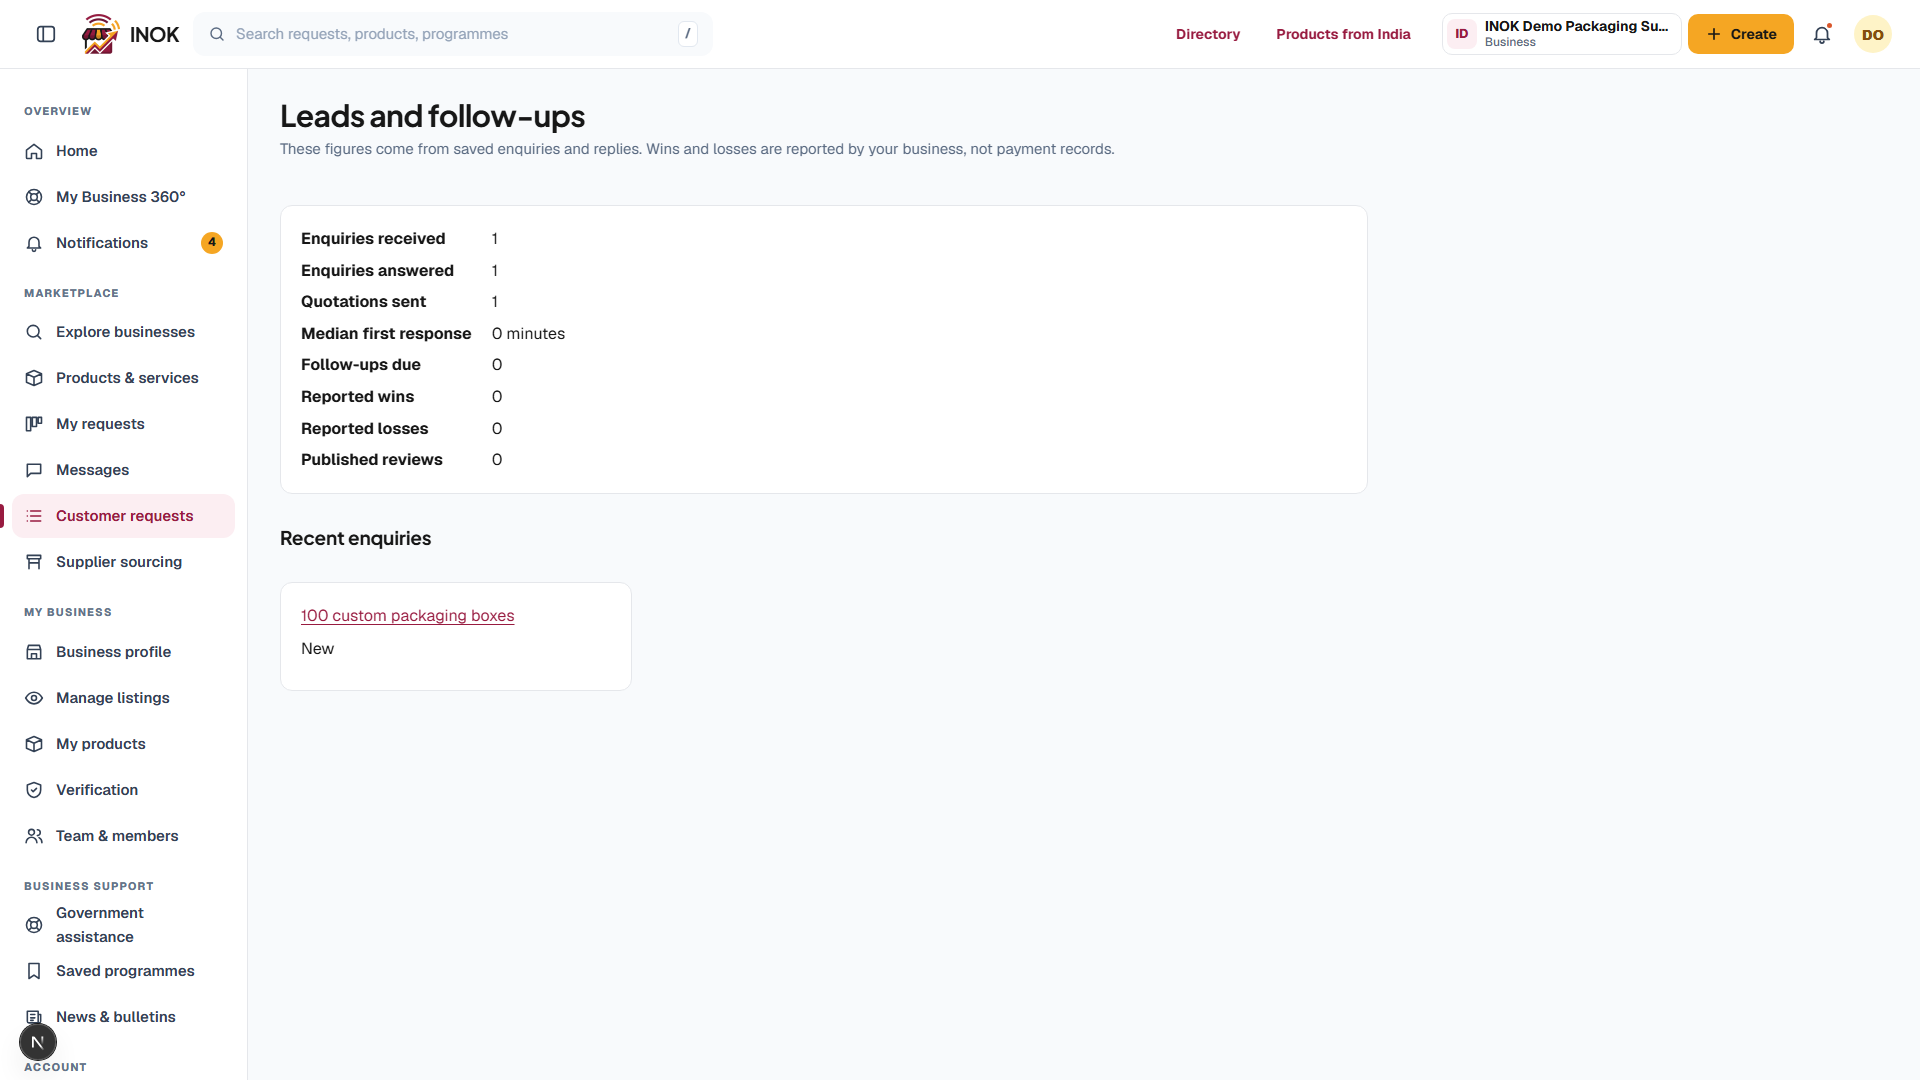 INOK
Search requests, products, programmes
/
Directory
Products from India
ID
INOK Demo Packaging Su...
Business
Create
DO
OVERVIEW
Home
My Business 360°
Notifications
4
MARKETPLACE
Explore businesses
Products & services
My requests
Messages
Customer requests
Supplier sourcing
MY BUSINESS
Business profile
Manage listings
My products
Verification
Team & members
BUSINESS SUPPORT
Government
assistance
Saved programmes
News & bulletins
N
ACCOUNT
Leads and follow-ups
These figures come from saved enquiries and replies. Wins and losses are reported by your business, not payment records.
Enquiries received 1
Enquiries answered 1
Quotations sent 1
Median first response 0 minutes
Follow-ups due 0
Reported wins 0
Reported losses 0
Published reviews 0
Recent enquiries
100 custom packaging boxes
New